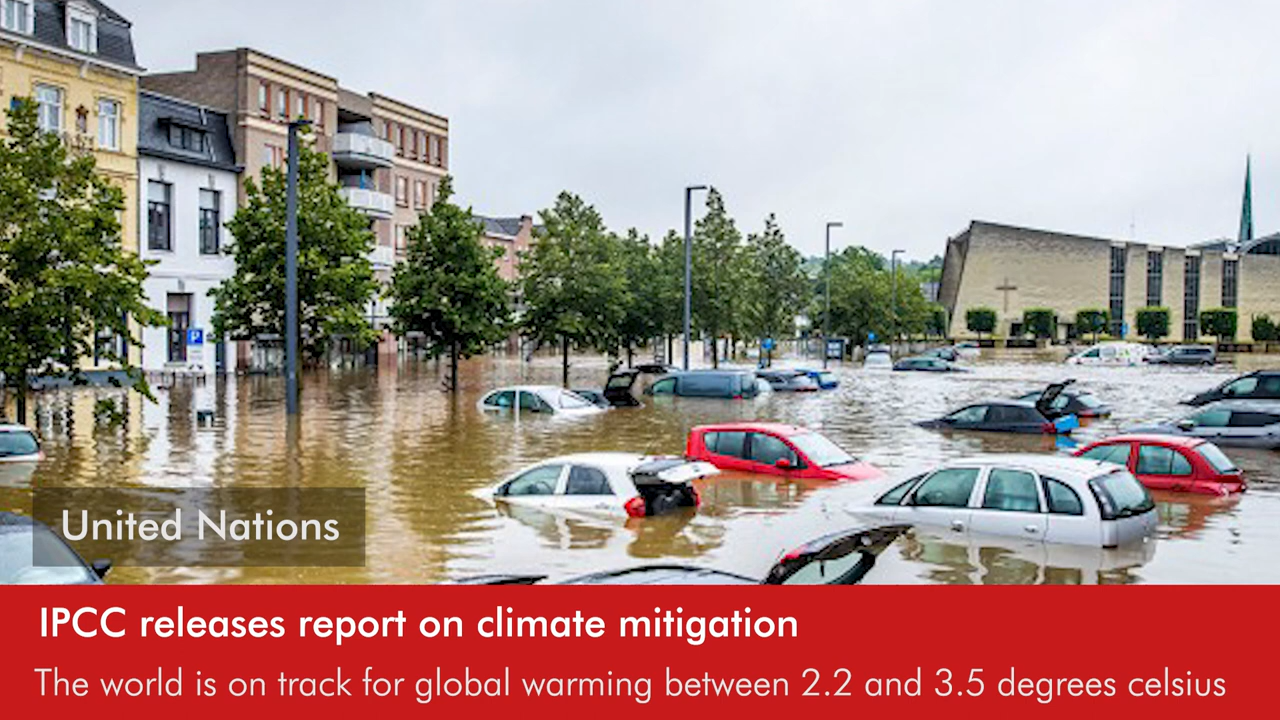 P
United Nations
IPCC releases report on climate mitigation
The world is on track for global warming between 2.2 and 3.5 degrees celsius